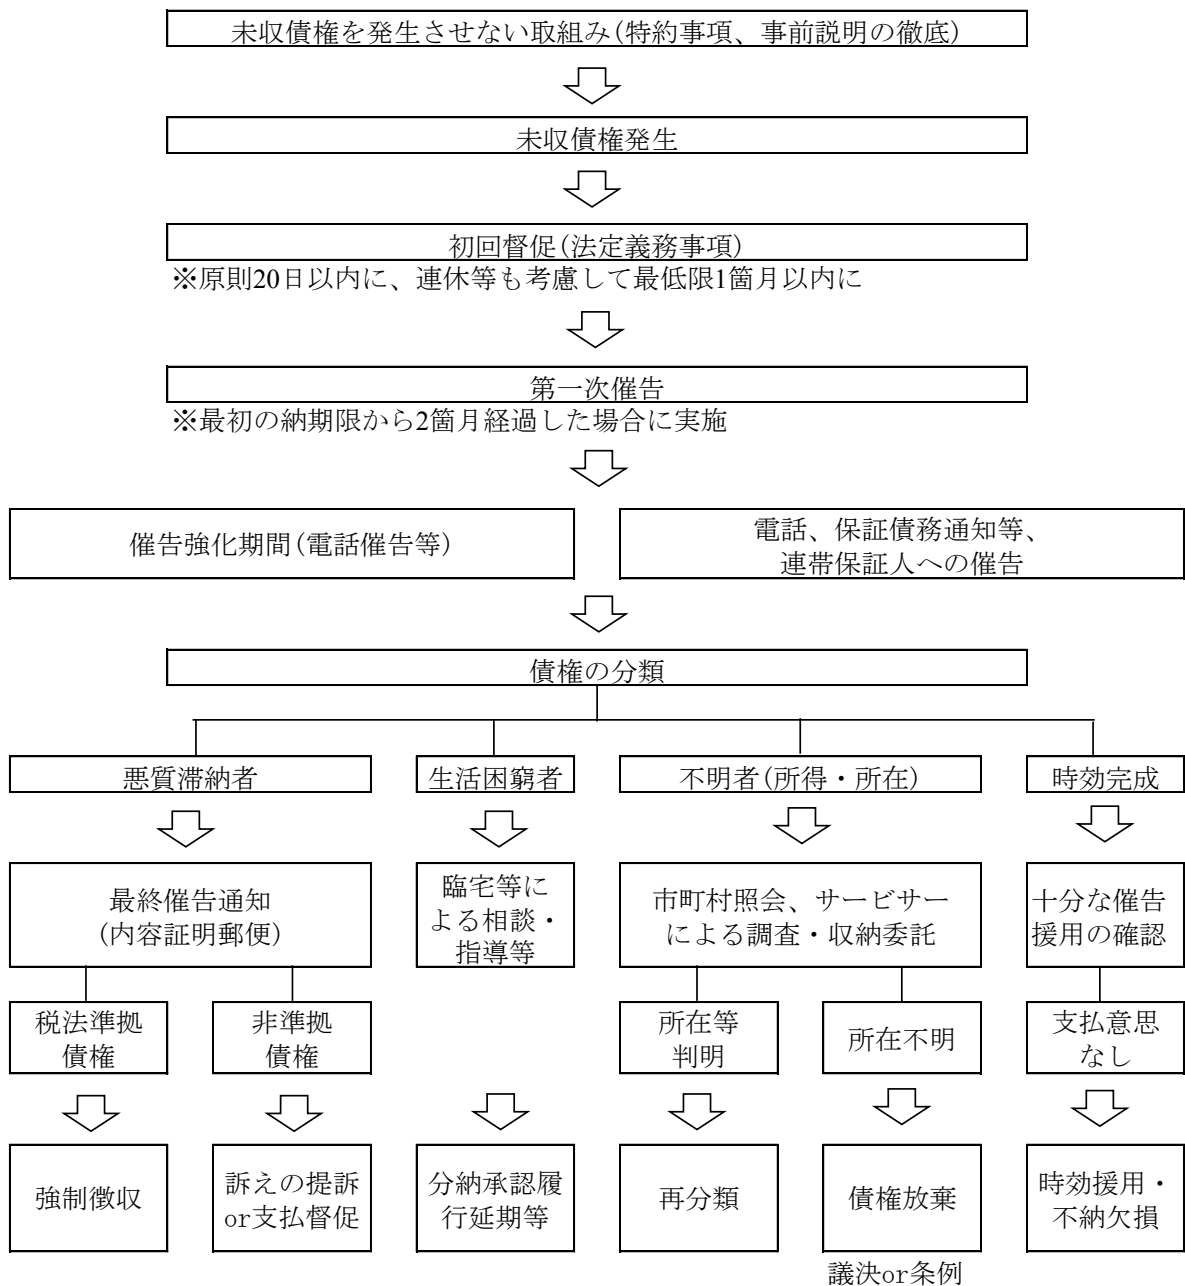 未収債権を発生させない取組み(特約事項、事前説明の徹底)
未収債権発生
初回督促(法定義務事項)
※原則20日以内に、連休等も考慮して最低限1箇月以内に
第一次催告
※最初の納期限から2箇月経過した場合に実施
催告強化期間(電話催告等)
電話、保証債務通知等、
連帯保証人への催告
債権の分類
悪質滞納者
生活困窮者
不明者(所得・所在)
時効完成
最終催告通知
(内容証明郵便)
臨宅等に
よる相談・
指導等
市町村照会、サービサー
による調査・収納委託
十分な催告
援用の確認
税法準拠
債権
非準拠
債権
所在等
判明
所在不明
支払意思
なし
強制徴収
訴えの提訴
or支払督促
分納承認履
行延期等
再分類
債権放棄
時効援用・
不納欠損
議決or条例